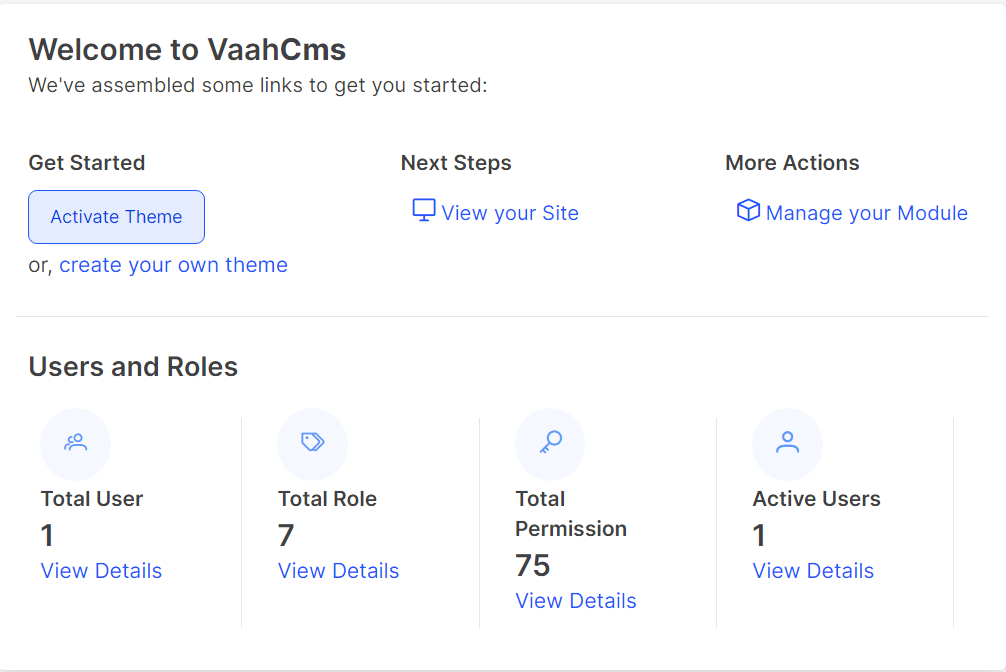 Welcome to VaahCms
We've assembled some links to get you started:
Get Started
Activate Theme
or, create your own theme
Next Steps
View your Site
More Actions
Manage your Module
Users and Roles
Total User
1
View Details
Total Role
7
View Details
Total
Permission
75
View Details
Active Users
1
View Details